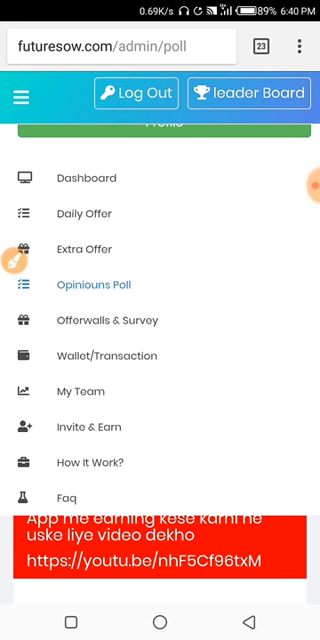 0.69K/s 89% 6:40 PM
futuresow.com/admin/poll
23
Log Out
leader Board
Profile
Dashboard
Daily Offer
Extra Offer
Opiniouns Poll
Offerwalls & Survey
Wallet/Transaction
My Team
Invite & Earn
How It Work?
Faq
App me earning kese karni he
uske liye video dekho
https://youtu.be/nhF5Cf96txM